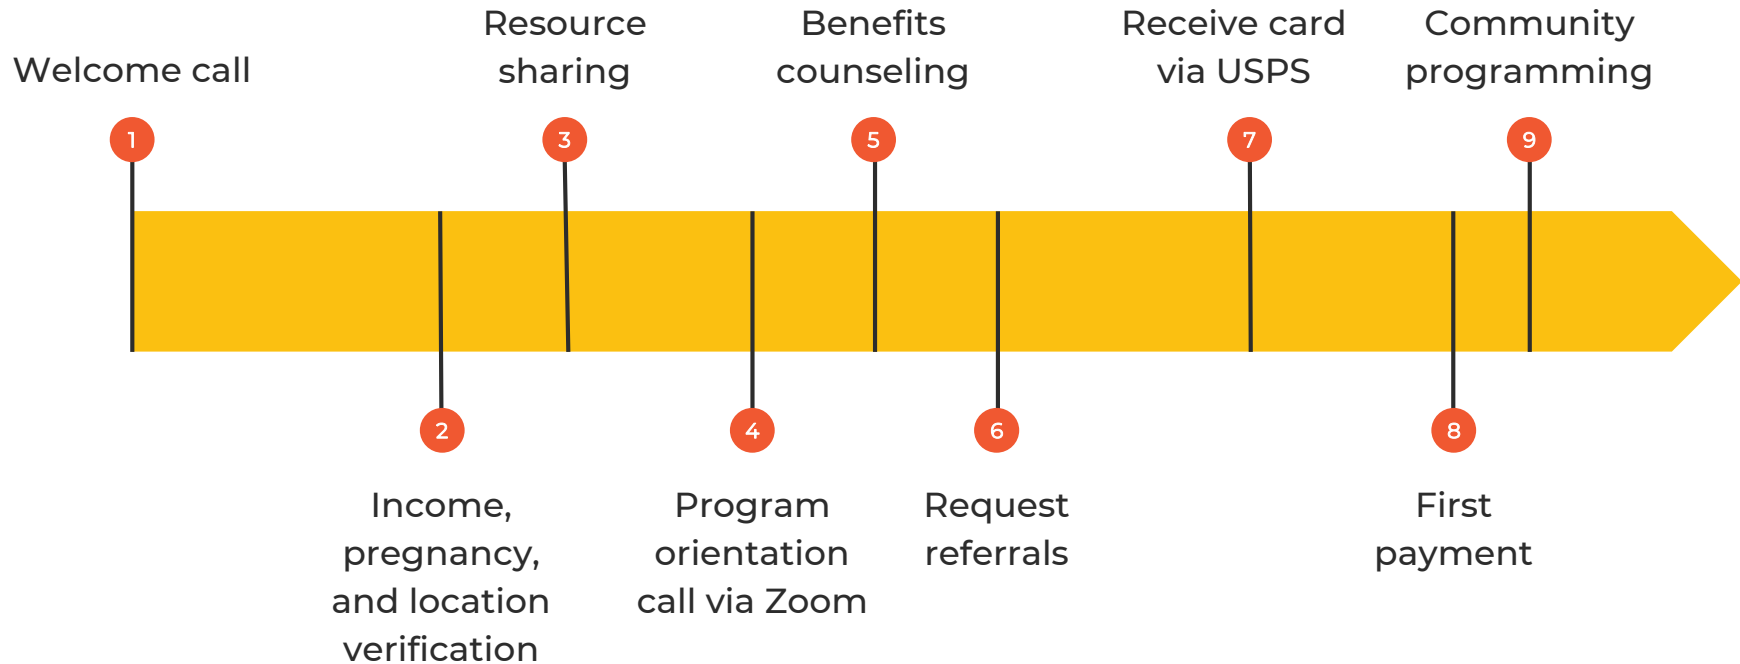 Welcome call
Resource
sharing
Benefits
counseling
Receive card
via USPS
Community
programming
1
3
5
7
9
2
4
6
8
Income,
pregnancy,
and location
verification
Program
orientation
call via Zoom
Request
referrals
First
payment